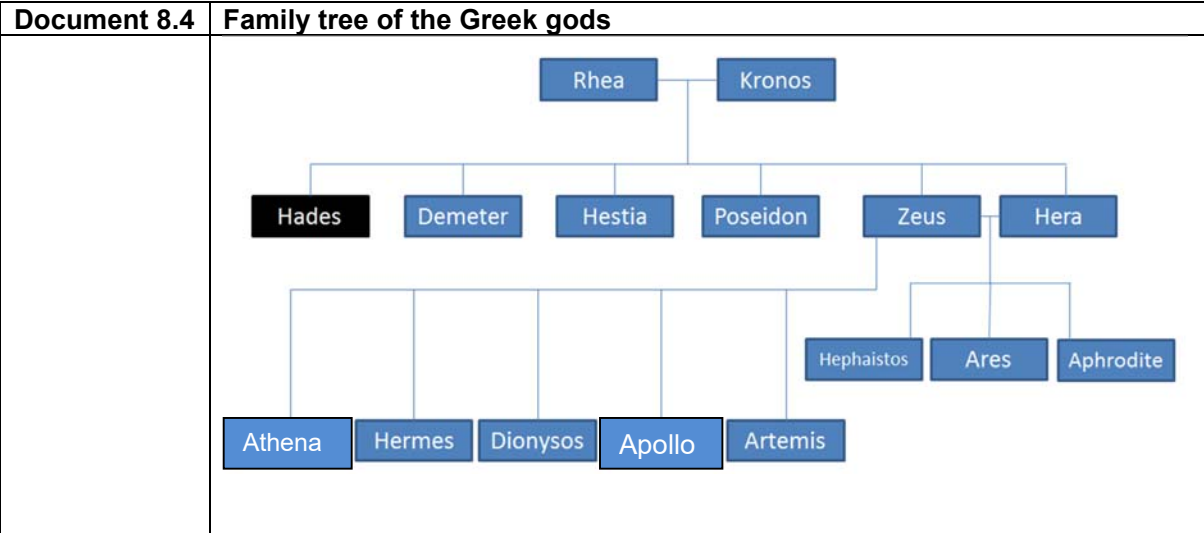 Document 8.4 Family tree of the Greek gods
Rhea Kronos
Hades Demeter Hestia Poseidon Zeus Hera
Hephaistos Ares Aphrodite
Athena Hermes Dionysos Apollo Artemis